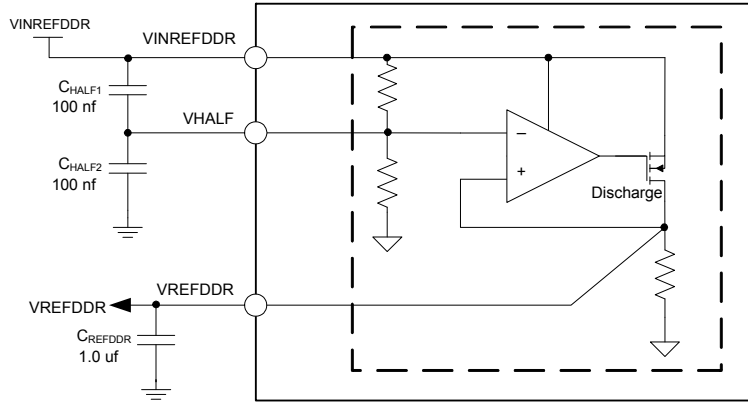 VINREFDDR
VINREFDDR
CHALF1
100 nf
VHALF
CHALF2
100 nf
−
+
Discharge
VREFDDR
VREFDDR
CREFDDR
1.0 uf